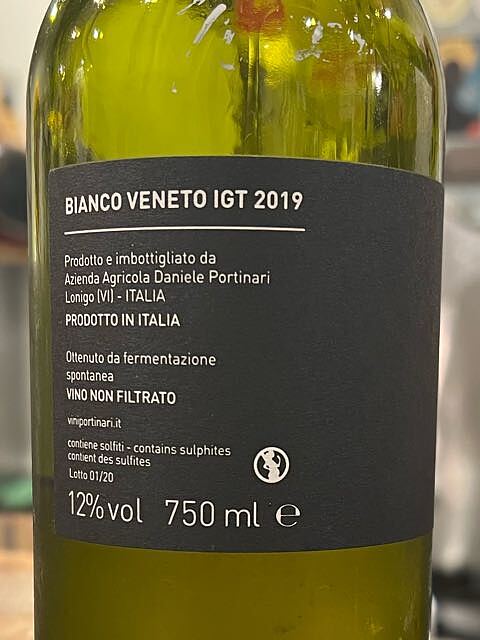 BIANCO VENETO IGT 2019
Prodotto e imbottigliato da
Azienda Agricola Daniele Portinari
Lonigo (VI) - ITALIA
PRODOTTO IN ITALIA
Ottenuto da fermentazione
spontanea
VINO NON FILTRATO
viniportinari.it
contiene solfiti - contains sulphites
contient des sulfites
Lotto 01/20
12% vol 750 ml ℮